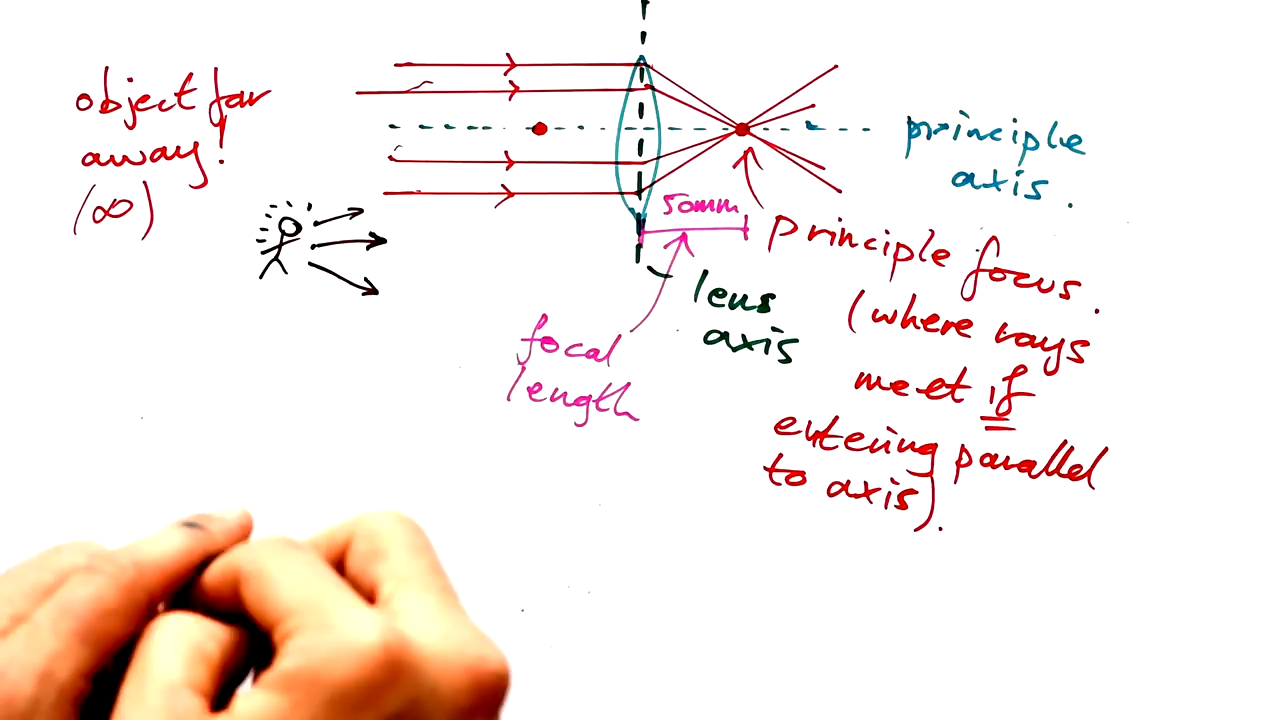 object far
away!
(∞)
principle
axis.
50mm
principle focus.
(where rays
meet if
entering parallel
to axis).
lens
axis
focal
length